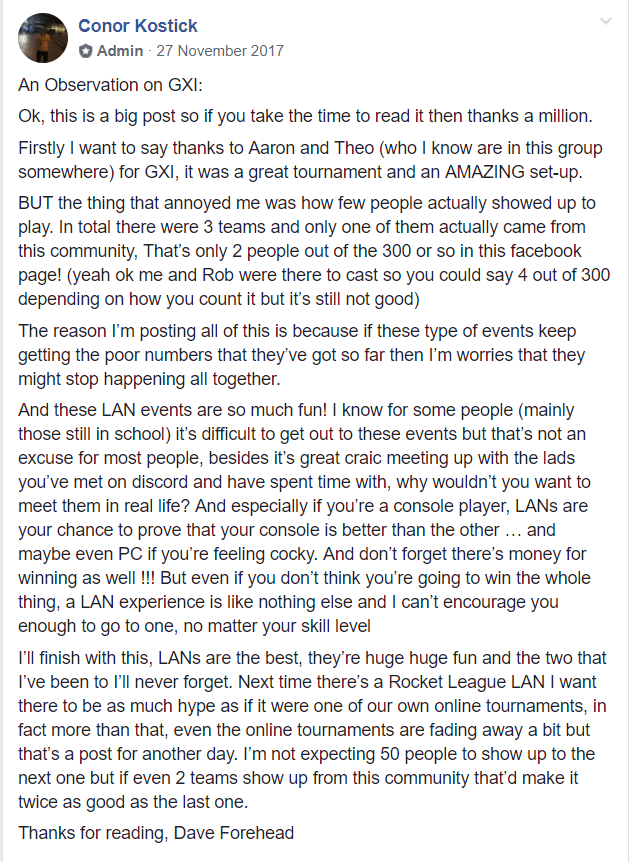 Conor Kostick
Admin · 27 November 2017
An Observation on GXI:
Ok, this is a big post so if you take the time to read it then thanks a million.
Firstly I want to say thanks to Aaron and Theo (who I know are in this group
somewhere) for GXI, it was a great tournament and an AMAZING set-up.
BUT the thing that annoyed me was how few people actually showed up to
play. In total there were 3 teams and only one of them actually came from
this community, That’s only 2 people out of the 300 or so in this facebook
page! (yeah ok me and Rob were there to cast so you could say 4 out of 300
depending on how you count it but it’s still not good)
The reason I’m posting all of this is because if these type of events keep
getting the poor numbers that they’ve got so far then I’m worries that they
might stop happening all together.
And these LAN events are so much fun! I know for some people (mainly
those still in school) it’s difficult to get out to these events but that’s not an
excuse for most people, besides it’s great craic meeting up with the lads
you’ve met on discord and have spent time with, why wouldn’t you want to
meet them in real life? And especially if you’re a console player, LANs are
your chance to prove that your console is better than the other … and
maybe even PC if you’re feeling cocky. And don’t forget there’s money for
winning as well !!! But even if you don’t think you’re going to win the whole
thing, a LAN experience is like nothing else and I can’t encourage you
enough to go to one, no matter your skill level
I’ll finish with this, LANs are the best, they’re huge huge fun and the two that
I’ve been to I’ll never forget. Next time there’s a Rocket League LAN I want
there to be as much hype as if it were one of our own online tournaments, in
fact more than that, even the online tournaments are fading away a bit but
that’s a post for another day. I’m not expecting 50 people to show up to the
next one but if even 2 teams show up from this community that’d make it
twice as good as the last one.
Thanks for reading, Dave Forehead